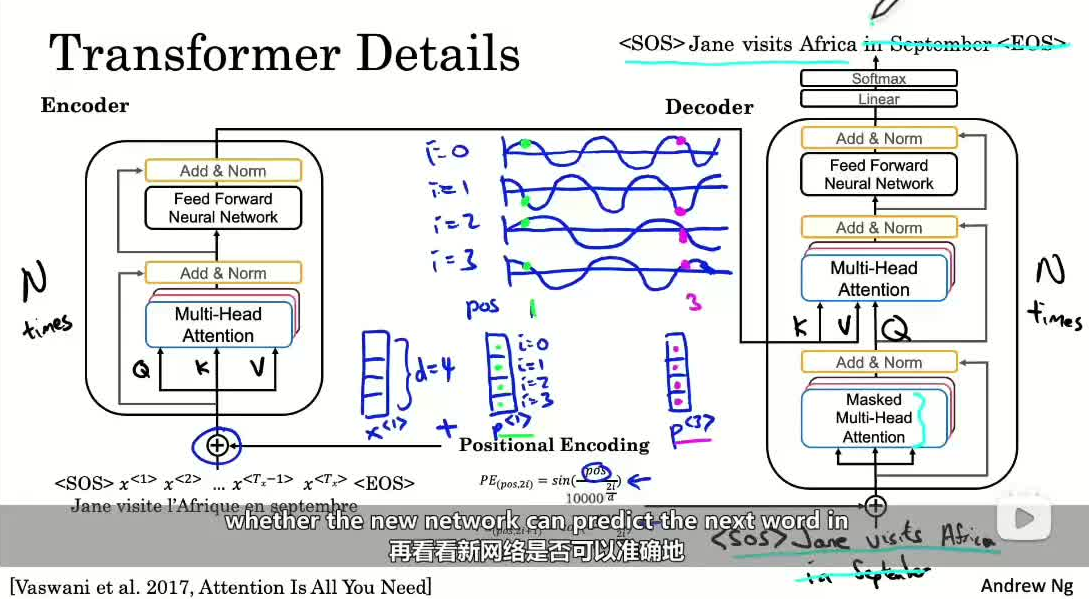 Transformer Details
<SOS> Jane visits Africa in September <EOS>
Encoder
Decoder
Softmax
Linear
Add & Norm
Feed Forward
Neural Network
Add & Norm
Multi-Head
Attention
Q K V
N
times
i=0
i=1
i=2
i=3
pos 1 3
d=4
i=0
i=1
i=2
i=3
x<1> + p<1> p<3>
Positional Encoding
PE(pos,2i) = sin(pos/10000^(2i/d))
Add & Norm
Feed Forward
Neural Network
Add & Norm
Multi-Head
Attention
K V Q
N
times
Add & Norm
Masked
Multi-Head
Attention
<SOS> x<1> x<2> … x<Tx−1> x<Tx> <EOS>
Jane visite l'Afrique en septembre
<SOS> Jane visits Africa
in September
whether the new network can predict the next word in
再看看新网络是否可以准确地
[Vaswani et al. 2017, Attention Is All You Need]
Andrew Ng